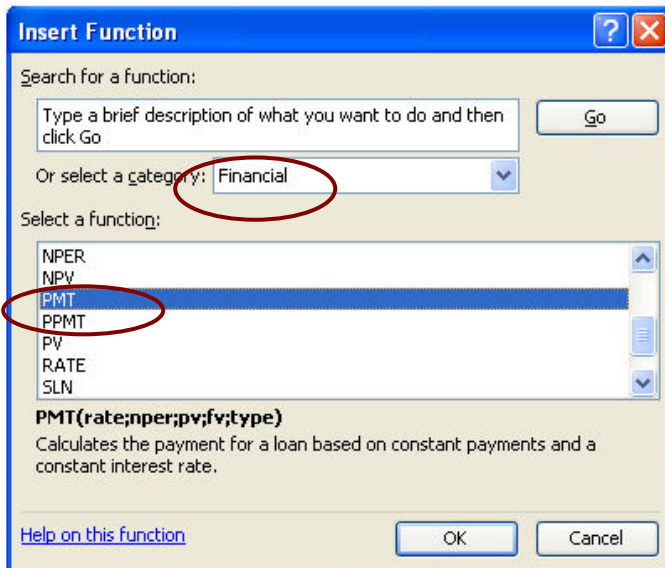 Insert Function
Search for a function:
Type a brief description of what you want to do and then
click Go
Go
Or select a category: Financial
Select a function:
NPER
NPV
PMT
PPMT
PV
RATE
SLN
PMT(rate;nper;pv;fv;type)
Calculates the payment for a loan based on constant payments and a
constant interest rate.
Help on this function
OK
Cancel